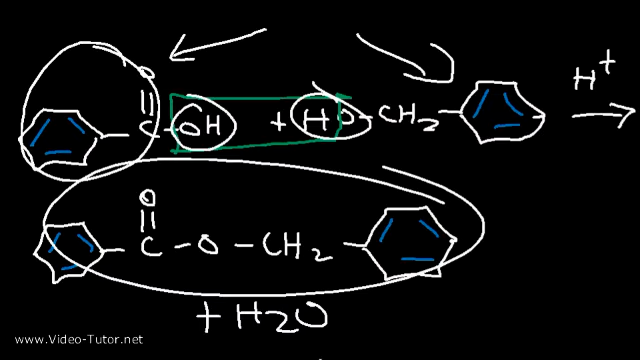 O H+
C - OH + HO - CH2
O
C - O - CH2
+ H2O
www.Video-Tutor.net